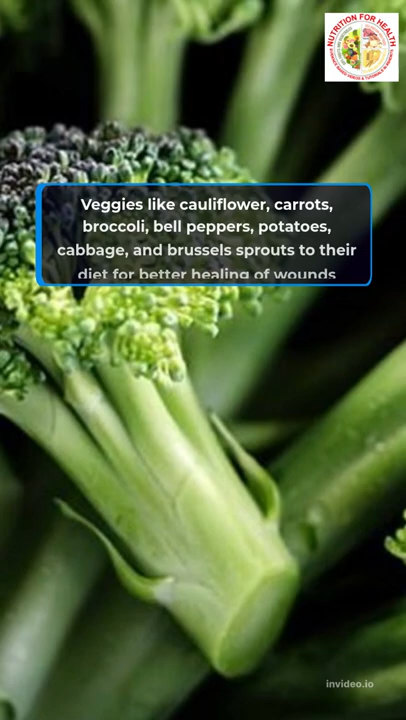 NUTRITION FOR HEALTH
Veggies like cauliflower, carrots,
broccoli, bell peppers, potatoes,
cabbage, and brussels sprouts to their
diet for better healing of wounds
invideo.io